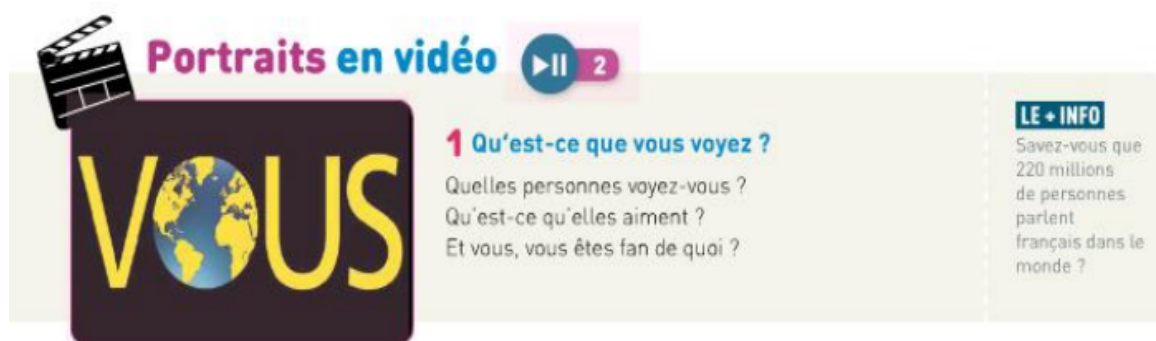 Portraits en vidéo 2
VOUS
1 Qu'est-ce que vous voyez ?
Quelles personnes voyez-vous ?
Qu'est-ce qu'elles aiment ?
Et vous, vous êtes fan de quoi ?
LE + INFO
Savez-vous que
220 millions
de personnes
parlent
français dans le
monde ?